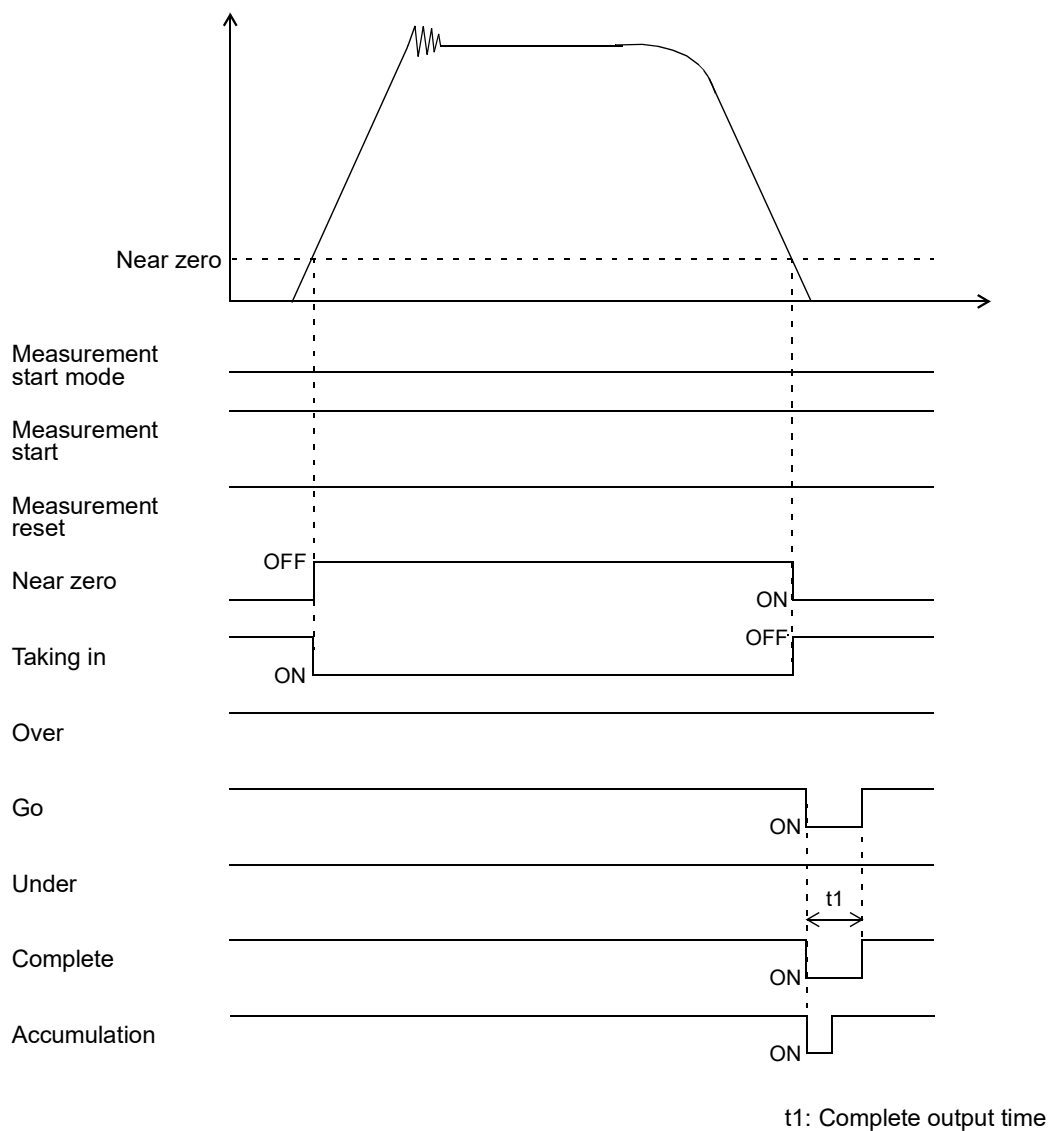 Near zero
Measurement
start mode
Measurement
start
Measurement
reset
OFF
Near zero
ON
OFF
Taking in
ON
Over
Go
ON
Under
t1
Complete
ON
Accumulation
ON
t1: Complete output time